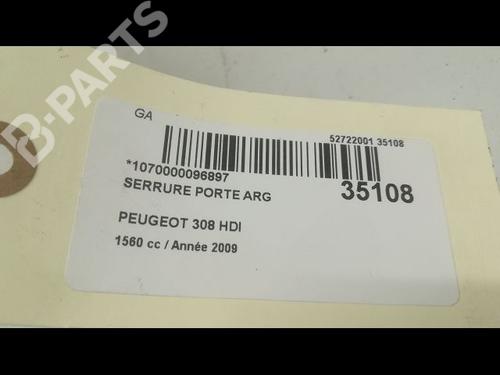 B-PARTS
GA
52722001 35108
*1070000096897
35108
SERRURE PORTE ARG
PEUGEOT 308 HDI
1560 cc / Année 2009